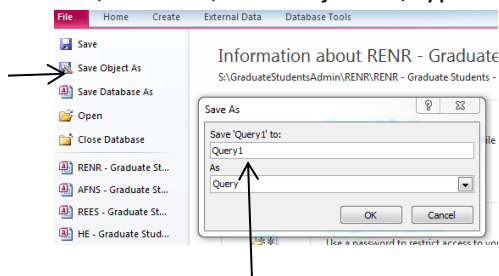 File Home Create External Data Database Tools
Save
Save Object As
Save Database As
Open
Close Database
RENR - Graduate St...
AFNS - Graduate St...
REES - Graduate St...
HE - Graduate Stud...
Information about RENR - Graduate
S:\GraduateStudentsAdmin\RENR\RENR - Graduate Students -
Save As
Save 'Query1' to:
Query1
As
Query
OK Cancel
ile
Use a password to restrict access to you